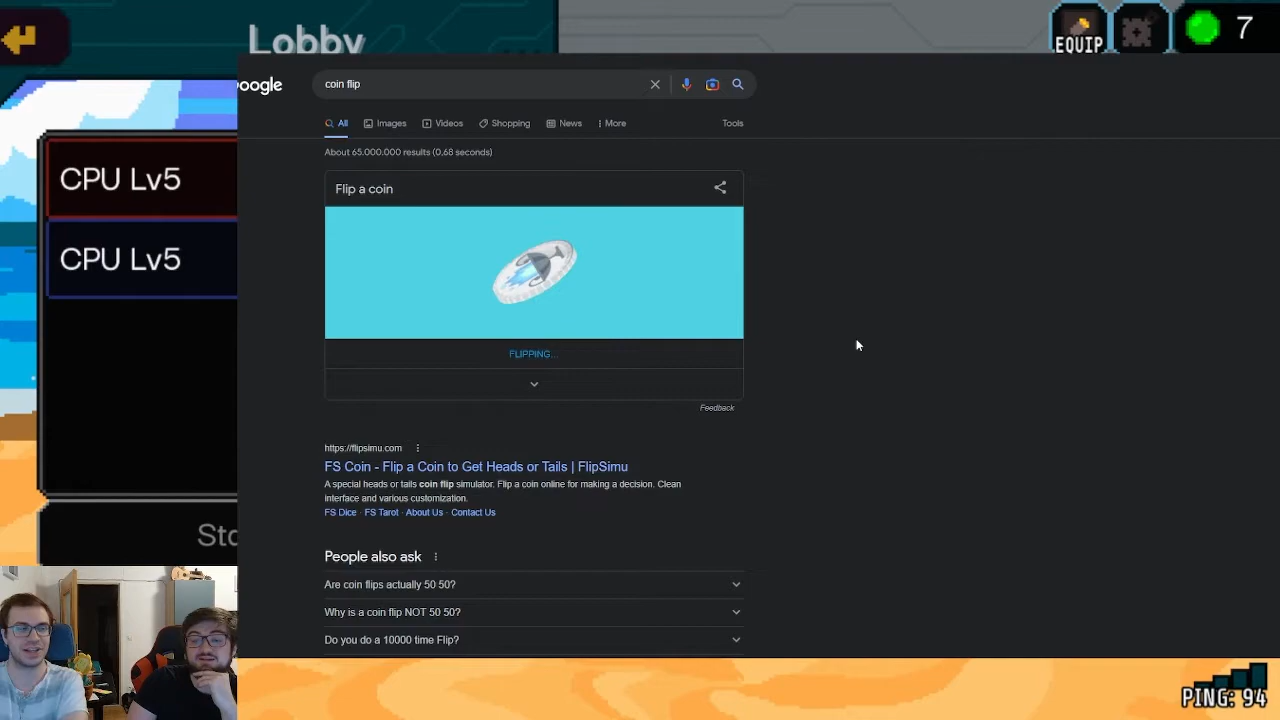 Lobby
EQUIP
7
oogle
coin flip
All
Images
Videos
Shopping
News
More
Tools
About 65.000.000 results (0,68 seconds)
CPU Lv5
CPU Lv5
Flip a coin
FLIPPING...
Feedback
https://flipsimu.com
FS Coin - Flip a Coin to Get Heads or Tails | FlipSimu
A special heads or tails coin flip simulator. Flip a coin online for making a decision. Clean
interface and various customization.
FS Dice · FS Tarot · About Us · Contact Us
People also ask
Are coin flips actually 50 50?
Why is a coin flip NOT 50 50?
Do you do a 10000 time Flip?
PING: 94